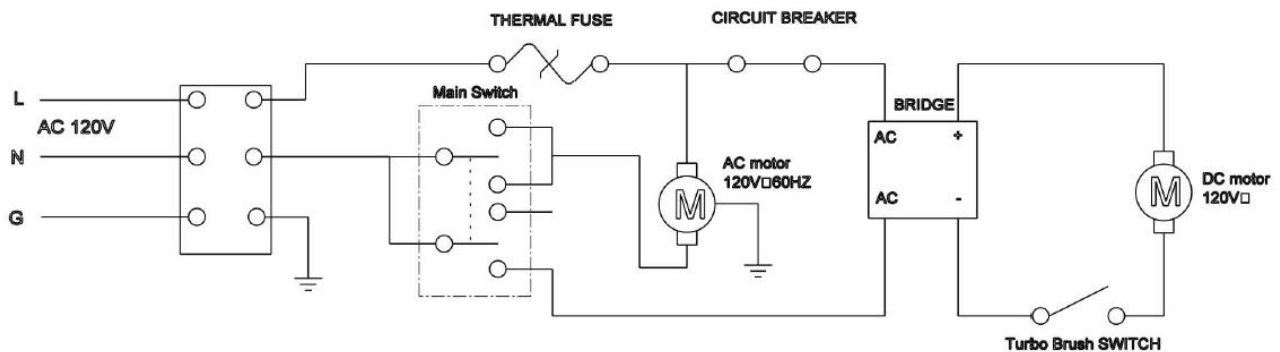 THERMAL FUSE
CIRCUIT BREAKER
Main Switch
L
AC 120V
N
G
AC motor
120V□60HZ
M
BRIDGE
AC +
AC -
M
DC motor
120V□
Turbo Brush SWITCH